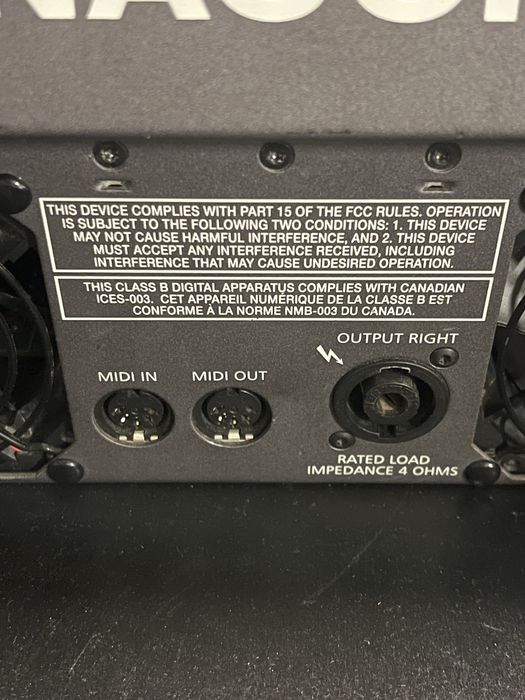 THIS DEVICE COMPLIES WITH PART 15 OF THE FCC RULES. OPERATION
IS SUBJECT TO THE FOLLOWING TWO CONDITIONS: 1. THIS DEVICE
MAY NOT CAUSE HARMFUL INTERFERENCE, AND 2. THIS DEVICE
MUST ACCEPT ANY INTERFERENCE RECEIVED, INCLUDING
INTERFERENCE THAT MAY CAUSE UNDESIRED OPERATION.
THIS CLASS B DIGITAL APPARATUS COMPLIES WITH CANADIAN
ICES-003. CET APPAREIL NUMÉRIQUE DE LA CLASSE B EST
CONFORME À LA NORME NMB-003 DU CANADA.
OUTPUT RIGHT
MIDI IN MIDI OUT
RATED LOAD
IMPEDANCE 4 OHMS